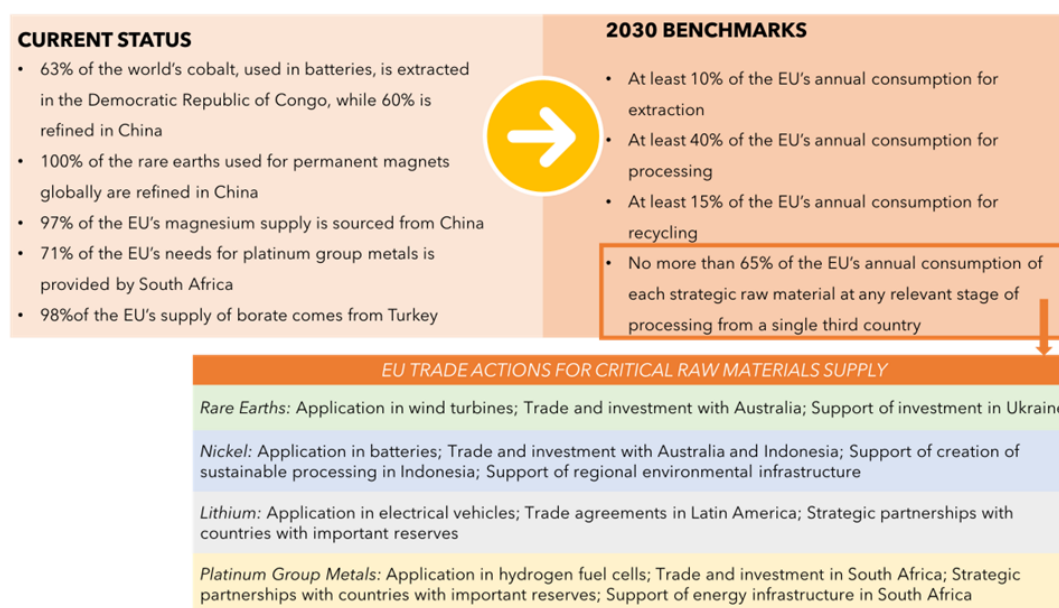 CURRENT STATUS
• 63% of the world's cobalt, used in batteries, is extracted
in the Democratic Republic of Congo, while 60% is
refined in China
• 100% of the rare earths used for permanent magnets
globally are refined in China
• 97% of the EU's magnesium supply is sourced from China
• 71% of the EU's needs for platinum group metals is
provided by South Africa
• 98%of the EU's supply of borate comes from Turkey
2030 BENCHMARKS
• At least 10% of the EU's annual consumption for
extraction
• At least 40% of the EU's annual consumption for
processing
• At least 15% of the EU's annual consumption for
recycling
• No more than 65% of the EU's annual consumption of
each strategic raw material at any relevant stage of
processing from a single third country
EU TRADE ACTIONS FOR CRITICAL RAW MATERIALS SUPPLY
Rare Earths: Application in wind turbines; Trade and investment with Australia; Support of investment in Ukraine
Nickel: Application in batteries; Trade and investment with Australia and Indonesia; Support of creation of
sustainable processing in Indonesia; Support of regional environmental infrastructure
Lithium: Application in electrical vehicles; Trade agreements in Latin America; Strategic partnerships with
countries with important reserves
Platinum Group Metals: Application in hydrogen fuel cells; Trade and investment in South Africa; Strategic
partnerships with countries with important reserves; Support of energy infrastructure in South Africa